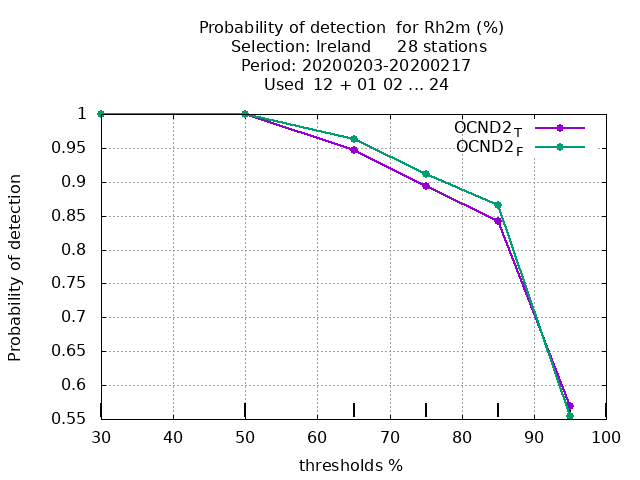 Probability of detection  for Rh2m (%)
Selection: Ireland     28 stations
Period: 20200203-20200217
Used  12 + 01 02 ... 24
OCND2T
OCND2F
Probability of detection
1
0.95
0.9
0.85
0.8
0.75
0.7
0.65
0.6
0.55
30 40 50 60 70 80 90 100
thresholds %